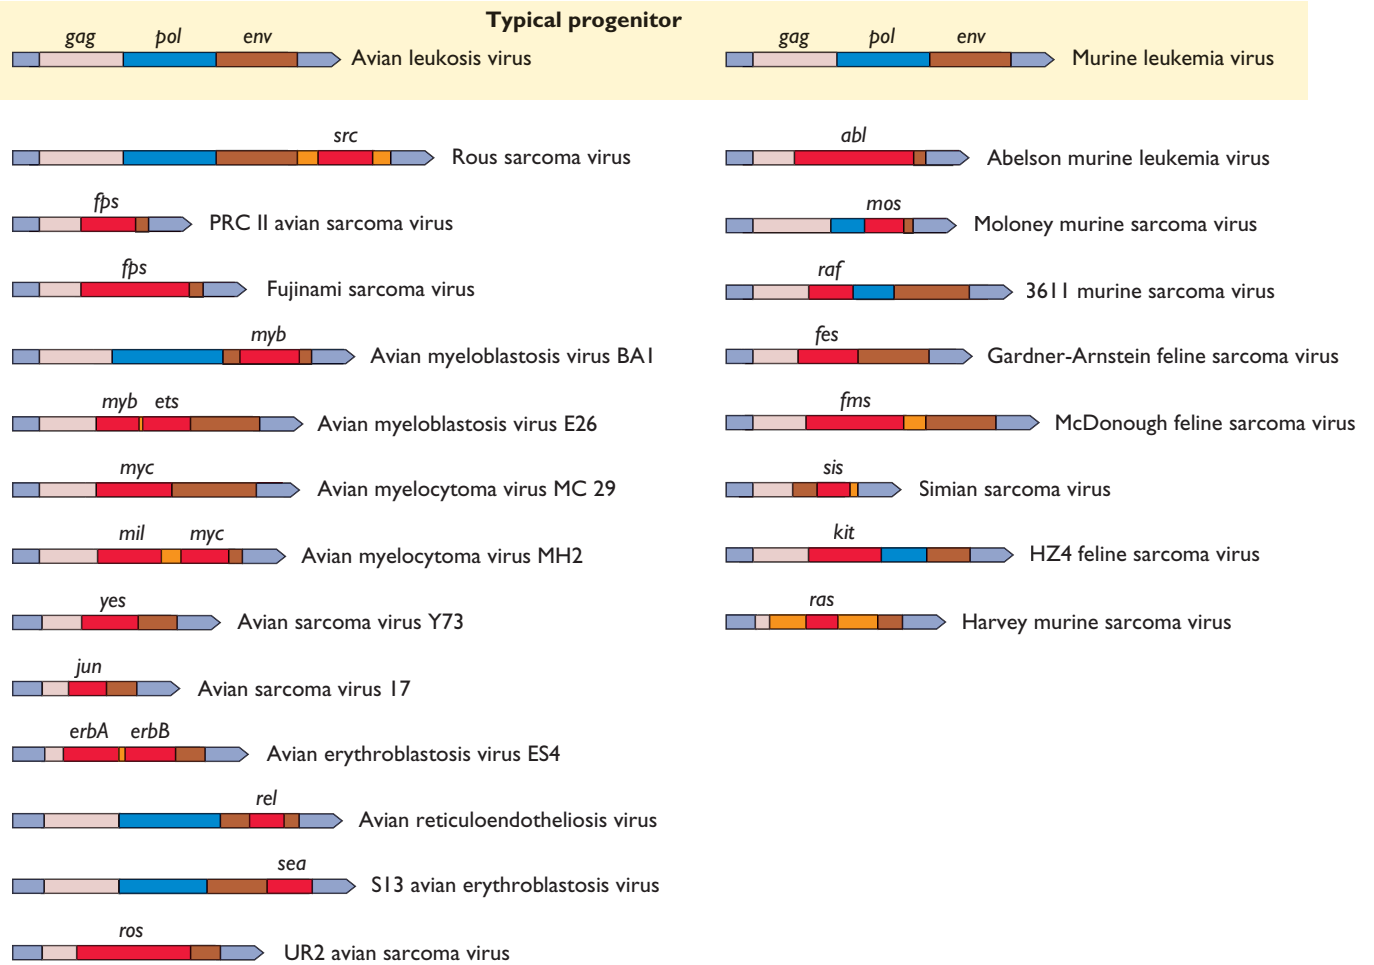 Typical progenitor
gag pol env
Avian leukosis virus
gag pol env
Murine leukemia virus
src
Rous sarcoma virus
fps
PRC II avian sarcoma virus
fps
Fujinami sarcoma virus
myb
Avian myeloblastosis virus BA1
myb ets
Avian myeloblastosis virus E26
myc
Avian myelocytoma virus MC 29
mil myc
Avian myelocytoma virus MH2
yes
Avian sarcoma virus Y73
jun
Avian sarcoma virus 17
erbA erbB
Avian erythroblastosis virus ES4
rel
Avian reticuloendotheliosis virus
sea
S13 avian erythroblastosis virus
ros
UR2 avian sarcoma virus
abl
Abelson murine leukemia virus
mos
Moloney murine sarcoma virus
raf
3611 murine sarcoma virus
fes
Gardner-Arnstein feline sarcoma virus
fms
McDonough feline sarcoma virus
sis
Simian sarcoma virus
kit
HZ4 feline sarcoma virus
ras
Harvey murine sarcoma virus